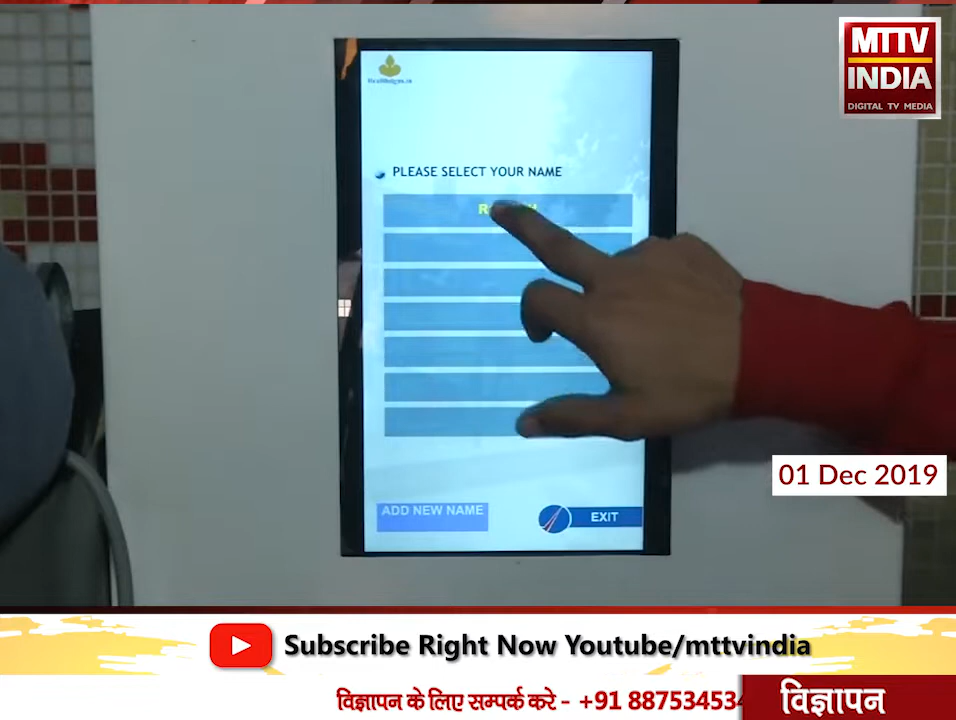 MTTV
INDIA
DIGITAL TV MEDIA
PLEASE SELECT YOUR NAME
ADD NEW NAME
EXIT
01 Dec 2019
Subscribe Right Now Youtube/mttvindia
विज्ञापन के लिए सम्पर्क करे - +91 887534534
विज्ञापन